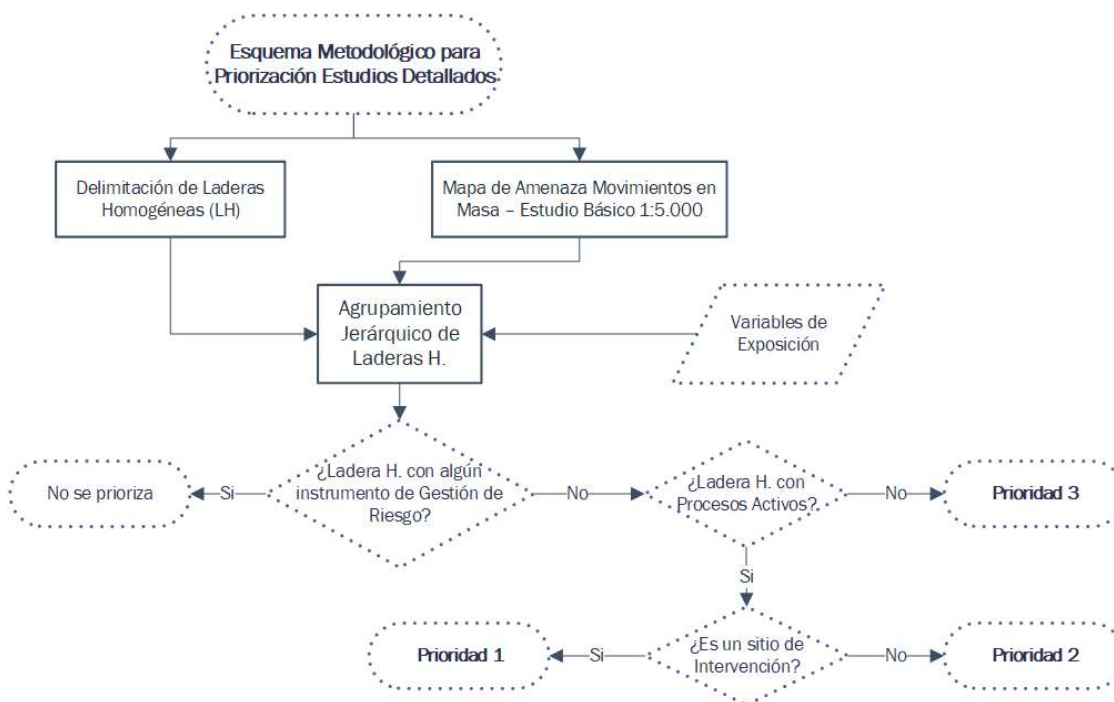 Esquema Metodológico para
Priorización Estudios Detallados
Delimitación de Laderas
Homogéneas (LH)
Mapa de Amenaza Movimientos en
Masa – Estudio Básico 1:5.000
Agrupamiento
Jerárquico de
Laderas H.
Variables de
Exposición
¿Ladera H. con algún
instrumento de Gestión de
Riesgo?
Si
No se prioriza
No
¿Ladera H. con
Procesos Activos?
No
Prioridad 3
Si
¿Es un sitio de
Intervención?
Si
Prioridad 1
No
Prioridad 2